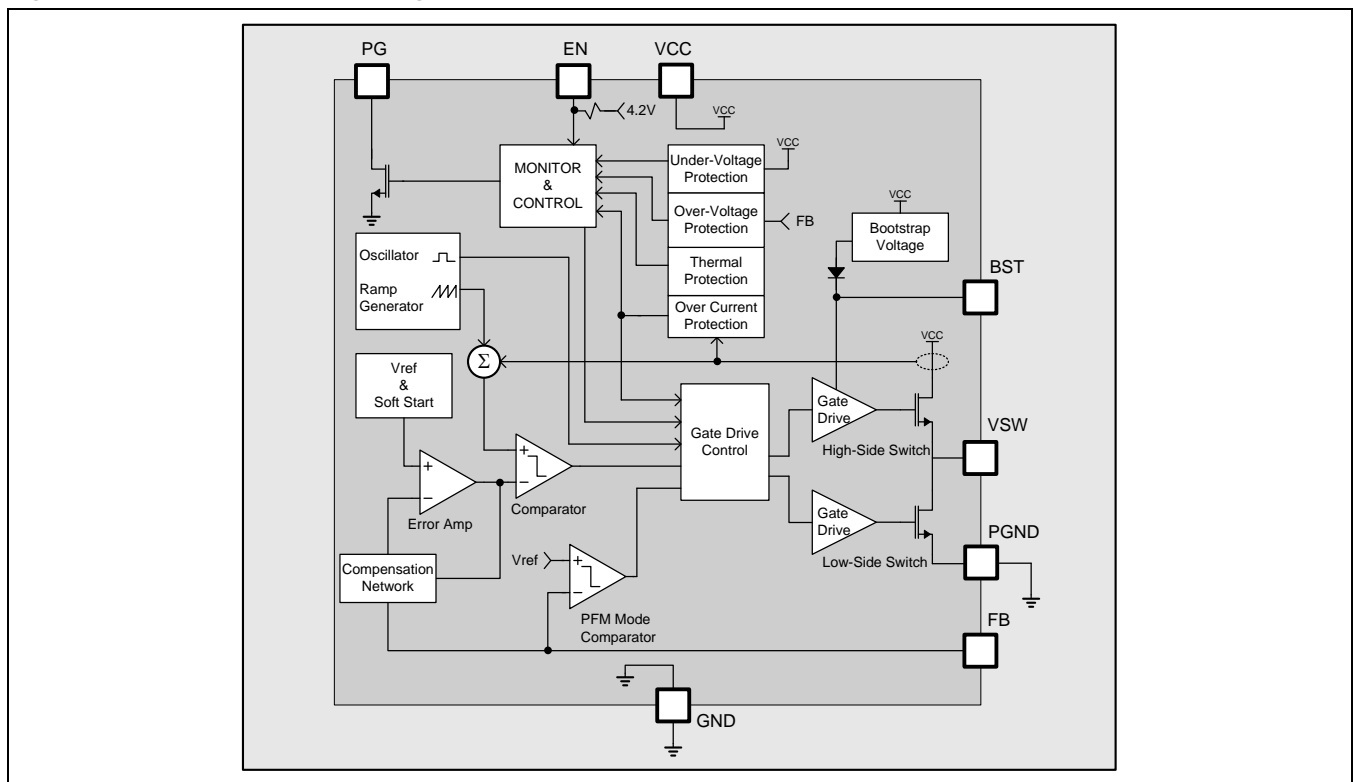 PG
EN
VCC
4.2V
VCC
MONITOR
&
CONTROL
Under-Voltage
Protection
VCC
Over-Voltage
Protection
FB
Thermal
Protection
Over Current
Protection
VCC
Bootstrap
Voltage
BST
Oscillator
Ramp
Generator
Σ
VCC
Vref
&
Soft Start
Gate Drive
Control
Gate
Drive
High-Side Switch
VSW
+
−
Error Amp
+
−
Comparator
Gate
Drive
Low-Side Switch
PGND
Compensation
Network
Vref
+
−
PFM Mode
Comparator
FB
GND